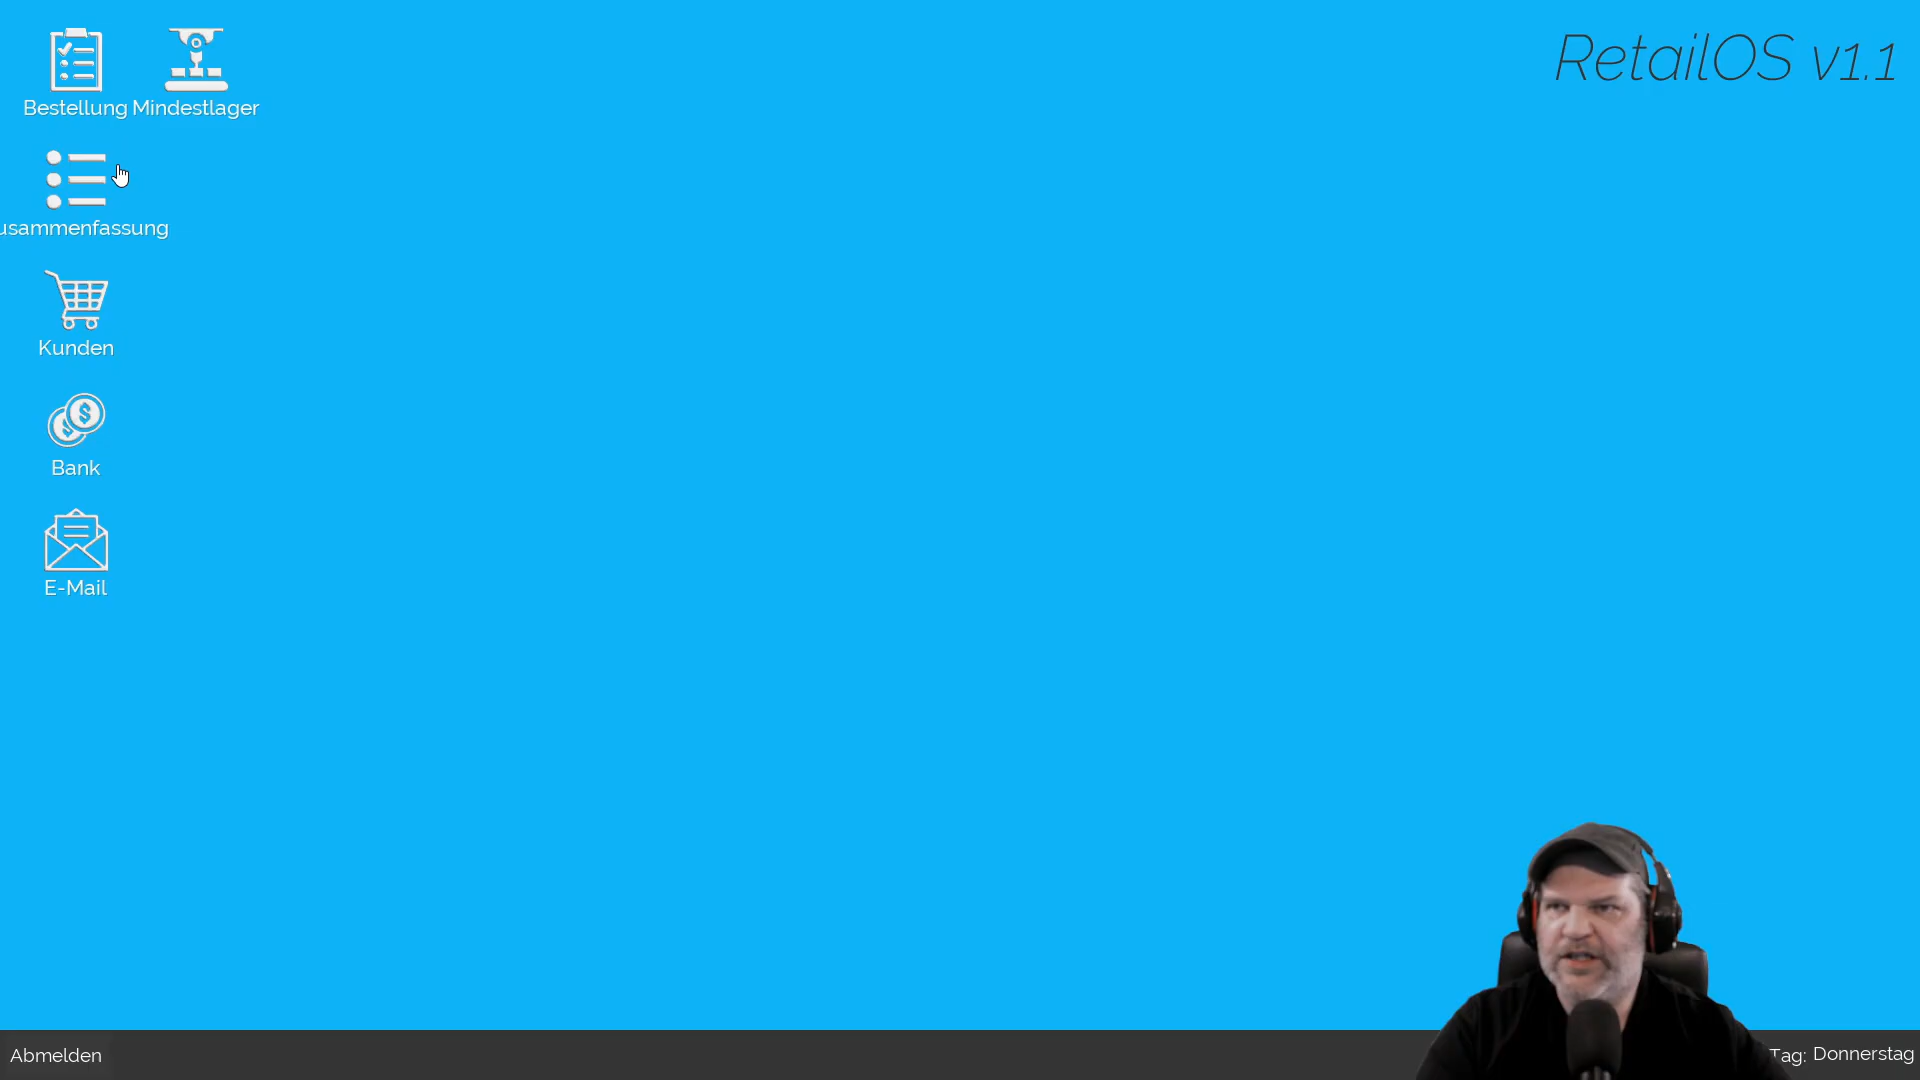 RetailOS v1.1
Bestellung
Mindestlager
usammenfassung
Kunden
Bank
E-Mail
Abmelden
Tag: Donnerstag